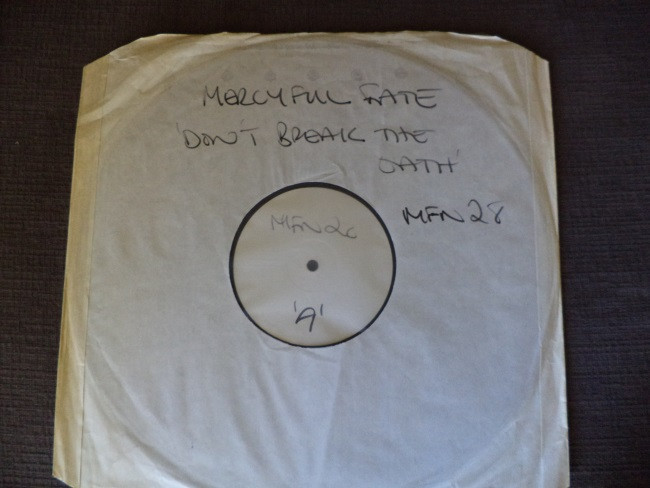 MERCYFUL FATE
'DON'T BREAK THE
OATH'
MFN28
MFN28
'A'